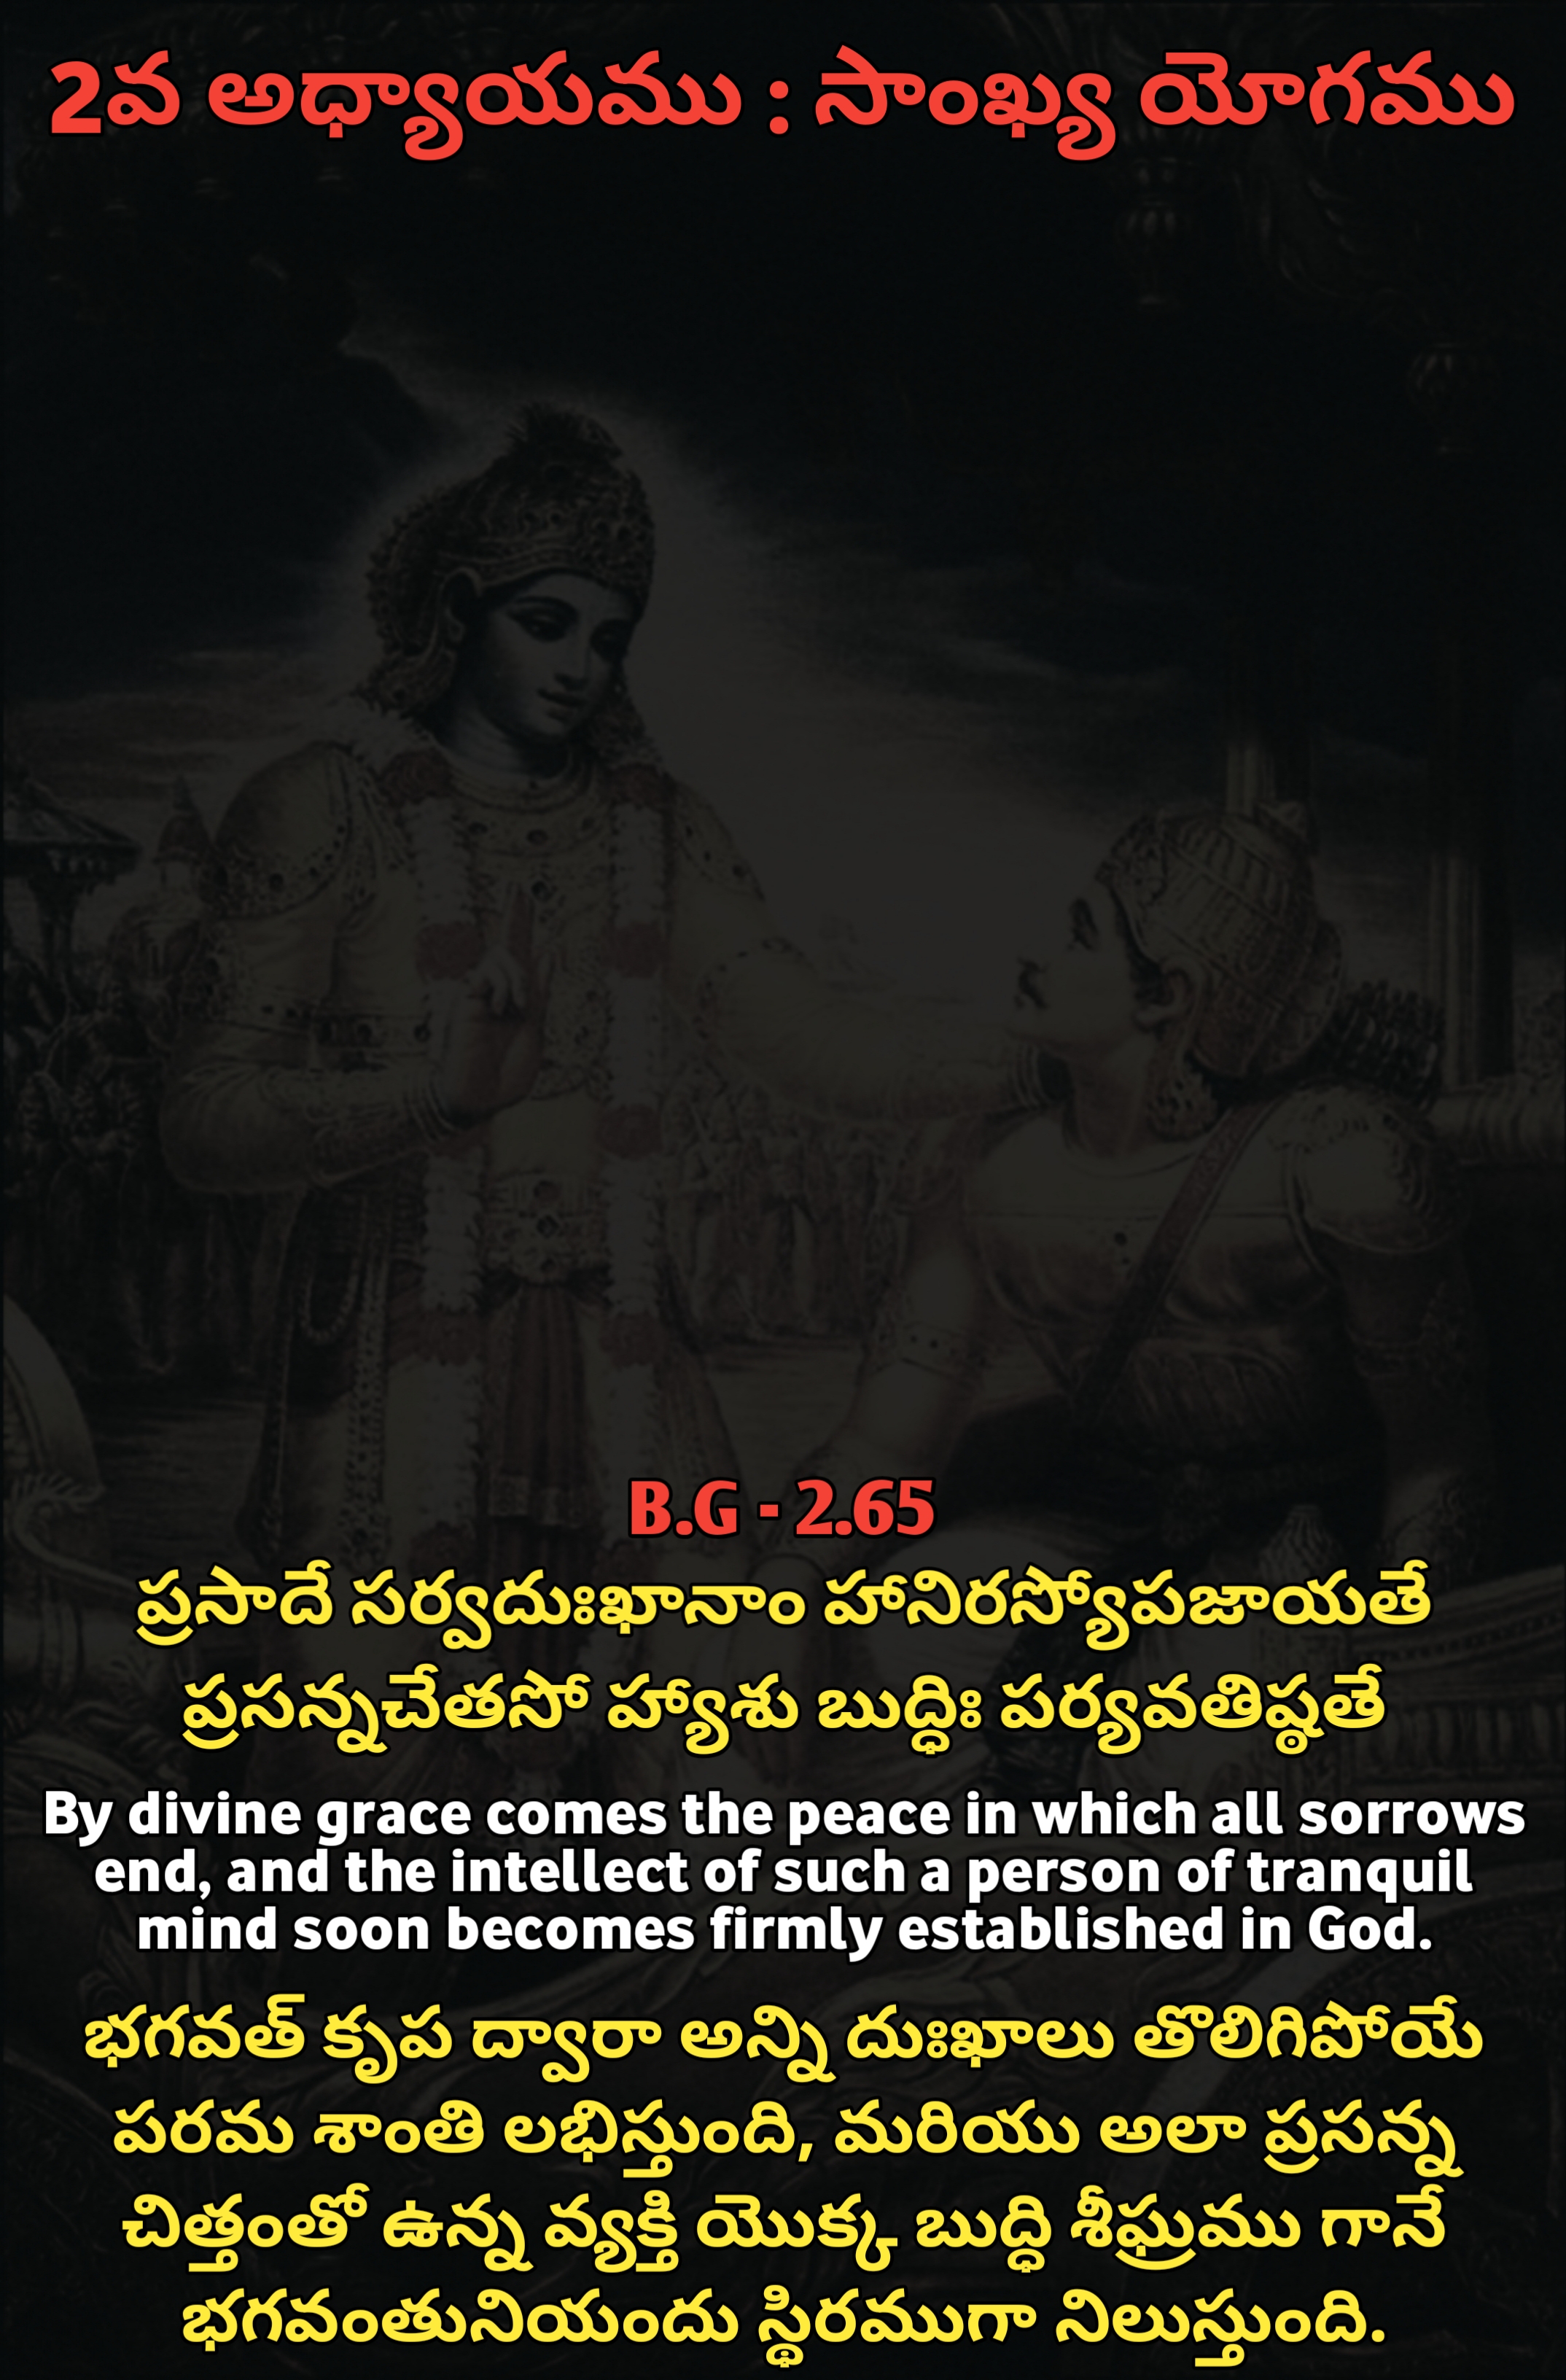 2వ అధ్యాయము : సాంఖ్య యోగము
B.G - 2.65
ప్రసాదే సర్వదుఃఖానాం హానిరస్యోపజాయతే
ప్రసన్నచేతసో హ్యాశు బుద్ధిః పర్యవతిష్ఠతే
By divine grace comes the peace in which all sorrows
end, and the intellect of such a person of tranquil
mind soon becomes firmly established in God.
భగవత్ కృప ద్వారా అన్ని దుఃఖాలు తొలిగిపోయే
పరమ శాంతి లభిస్తుంది, మరియు అలా ప్రసన్న
చిత్తంతో ఉన్న వ్యక్తి యొక్క బుద్ధి శీఘ్రము గానే
భగవంతునియందు స్థిరముగా నిలుస్తుంది.